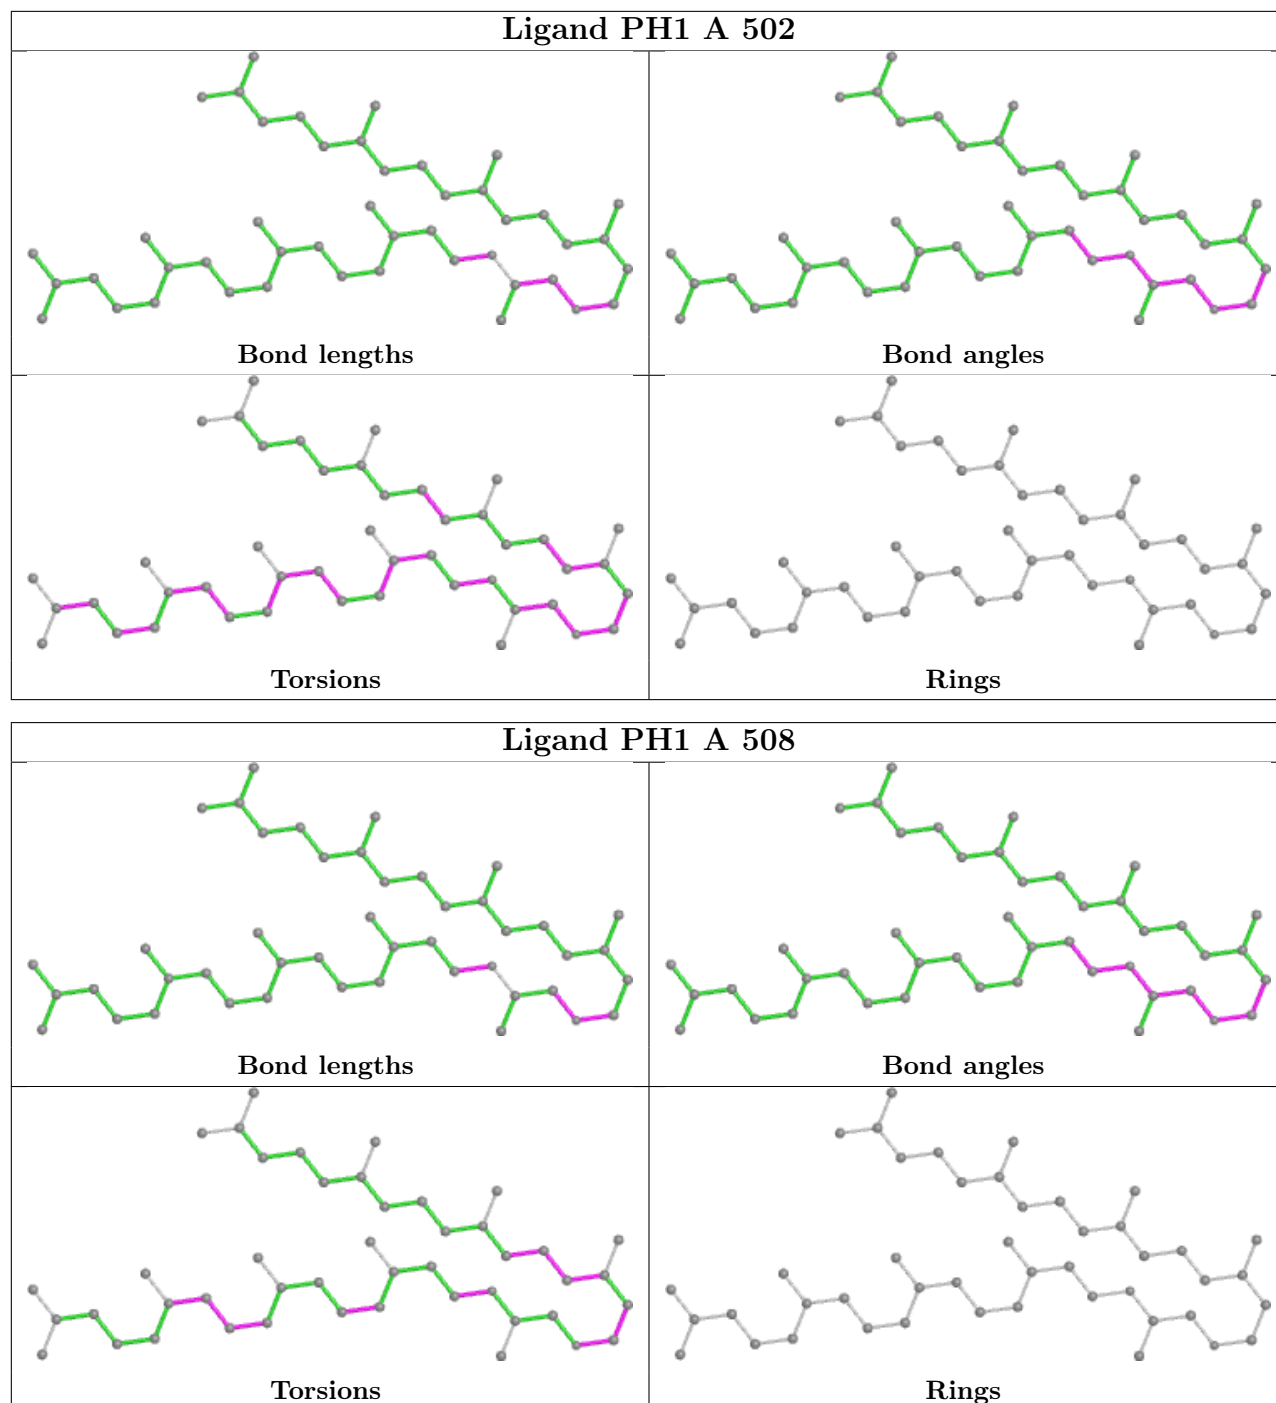 Ligand PH1 A 502
Bond lengths
Bond angles
Torsions
Rings
Ligand PH1 A 508
Bond lengths
Bond angles
Torsions
Rings